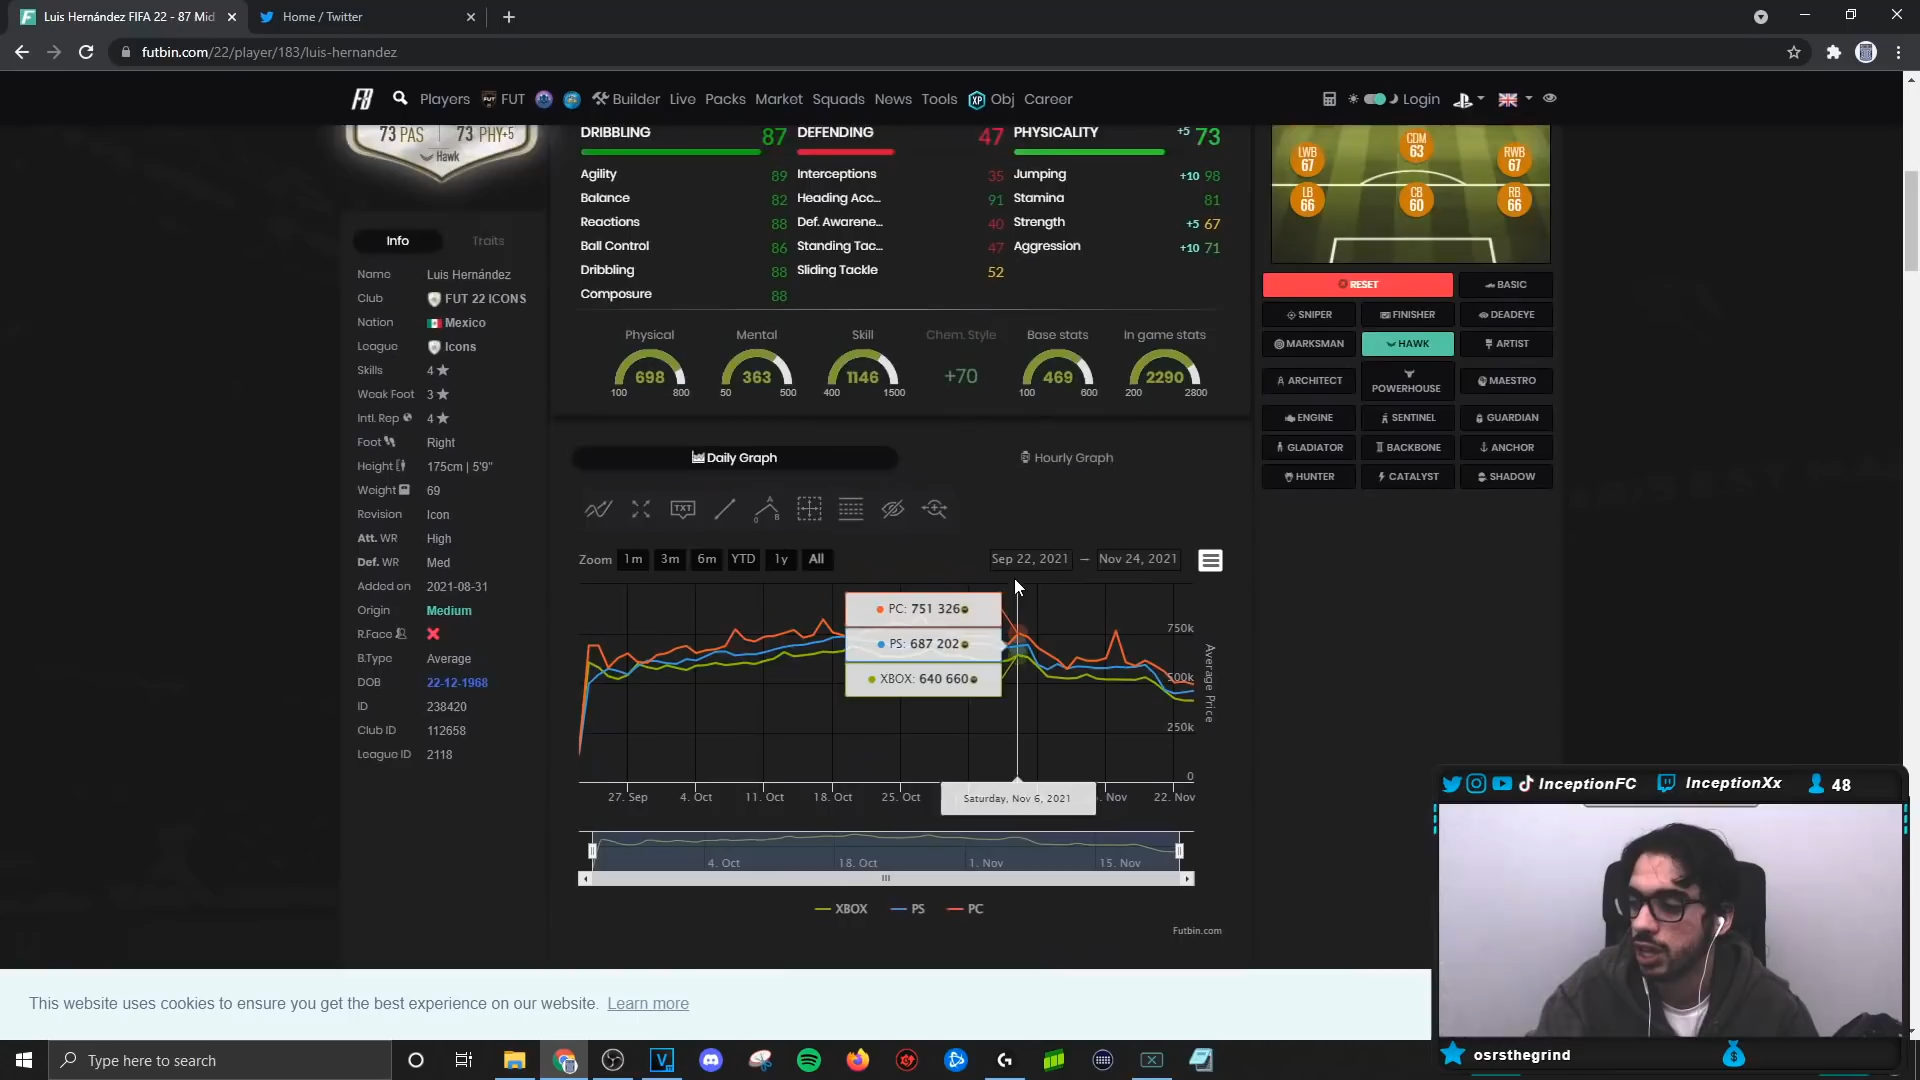 Luis Hernández FIFA 22 - 87 Mid
Home / Twitter
futbin.com/22/player/183/luis-hernandez
Players FUT Builder Live Packs Market Squads News Tools XP Obj Career Login
73 PAS 73 PHY+5
Hawk
DRIBBLING 87 DEFENDING 47 PHYSICALITY +5 73
Agility 89 Interceptions 35 Jumping +10 98
Balance 82 Heading Acc... 91 Stamina 81
Reactions 88 Def. Awarene... 40 Strength +5 67
Ball Control 86 Standing Tac... 47 Aggression +10 71
Dribbling 88 Sliding Tackle 52
Composure 88
Physical Mental Skill Chem. Style Base stats In game stats
698 363 1146 +70 469 2290
100 800 50 500 400 1500 100 600 200 2800
Info Traits
Name Luis Hernández
Club FUT 22 ICONS
Nation Mexico
League Icons
Skills 4
Weak Foot 3
Intl. Rep 4
Foot Right
Height 175cm | 5'9"
Weight 69
Revision Icon
Att. WR High
Def. WR Med
Added on 2021-08-31
Origin Medium
R.Face
B.Type Average
DOB 22-12-1968
ID 238420
Club ID 112658
League ID 2118
LWB 67
CDM 63
RWB 67
LB 66
CB 60
RB 66
RESET BASIC
SNIPER FINISHER DEADEYE
MARKSMAN HAWK ARTIST
ARCHITECT POWERHOUSE MAESTRO
ENGINE SENTINEL GUARDIAN
GLADIATOR BACKBONE ANCHOR
HUNTER CATALYST SHADOW
Daily Graph Hourly Graph
TXT
Zoom 1m 3m 6m YTD 1y All Sep 22, 2021 → Nov 24, 2021
PC: 751 326
PS: 687 202
XBOX: 640 660
750k
500k
250k
0
Average Price
27. Sep 4. Oct 11. Oct 18. Oct 25. Oct Saturday, Nov 6, 2021 Nov 22. Nov
4. Oct 18. Oct 1. Nov 15. Nov
XBOX PS PC
Futbin.com
This website uses cookies to ensure you get the best experience on our website. Learn more
InceptionFC InceptionXx 48
osrsthegrind
Type here to search